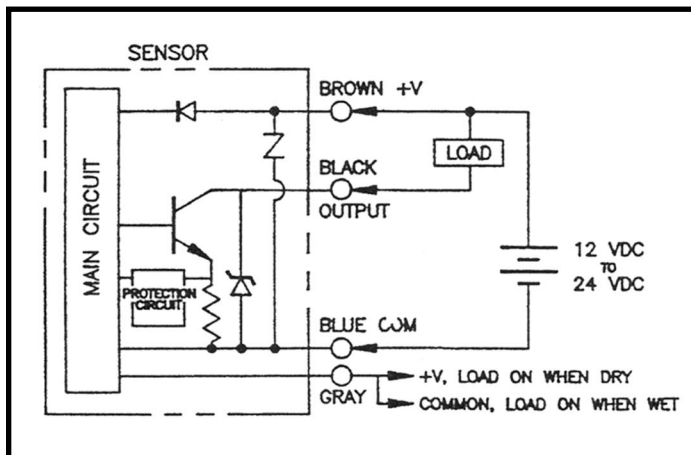 SENSOR
BROWN +V
LOAD
BLACK
OUTPUT
MAIN CIRCUIT
12 VDC
TO
24 VDC
PROTECTION
CIRCUIT
BLUE COM
+V, LOAD ON WHEN DRY
GRAY
COMMON, LOAD ON WHEN WET